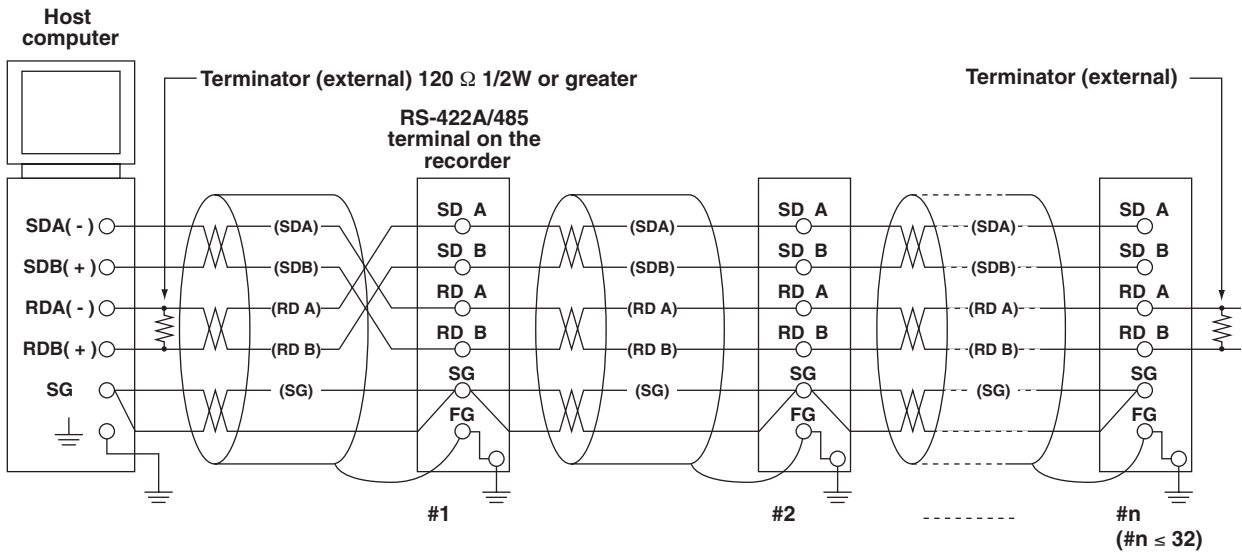 Host
computer
Terminator (external) 120 Ω 1/2W or greater
Terminator (external)
RS-422A/485
terminal on the
recorder
SDA( - )
SDB( + )
RDA( - )
RDB( + )
SG
(SDA)
(SDB)
(RD A)
(RD B)
(SG)
SD A
SD B
RD A
RD B
SG
FG
#1
(SDA)
(SDB)
(RD A)
(RD B)
(SG)
SD A
SD B
RD A
RD B
SG
FG
#2
(SDA)
(SDB)
(RD A)
(RD B)
(SG)
SD A
SD B
RD A
RD B
SG
FG
#n
(#n ≤ 32)